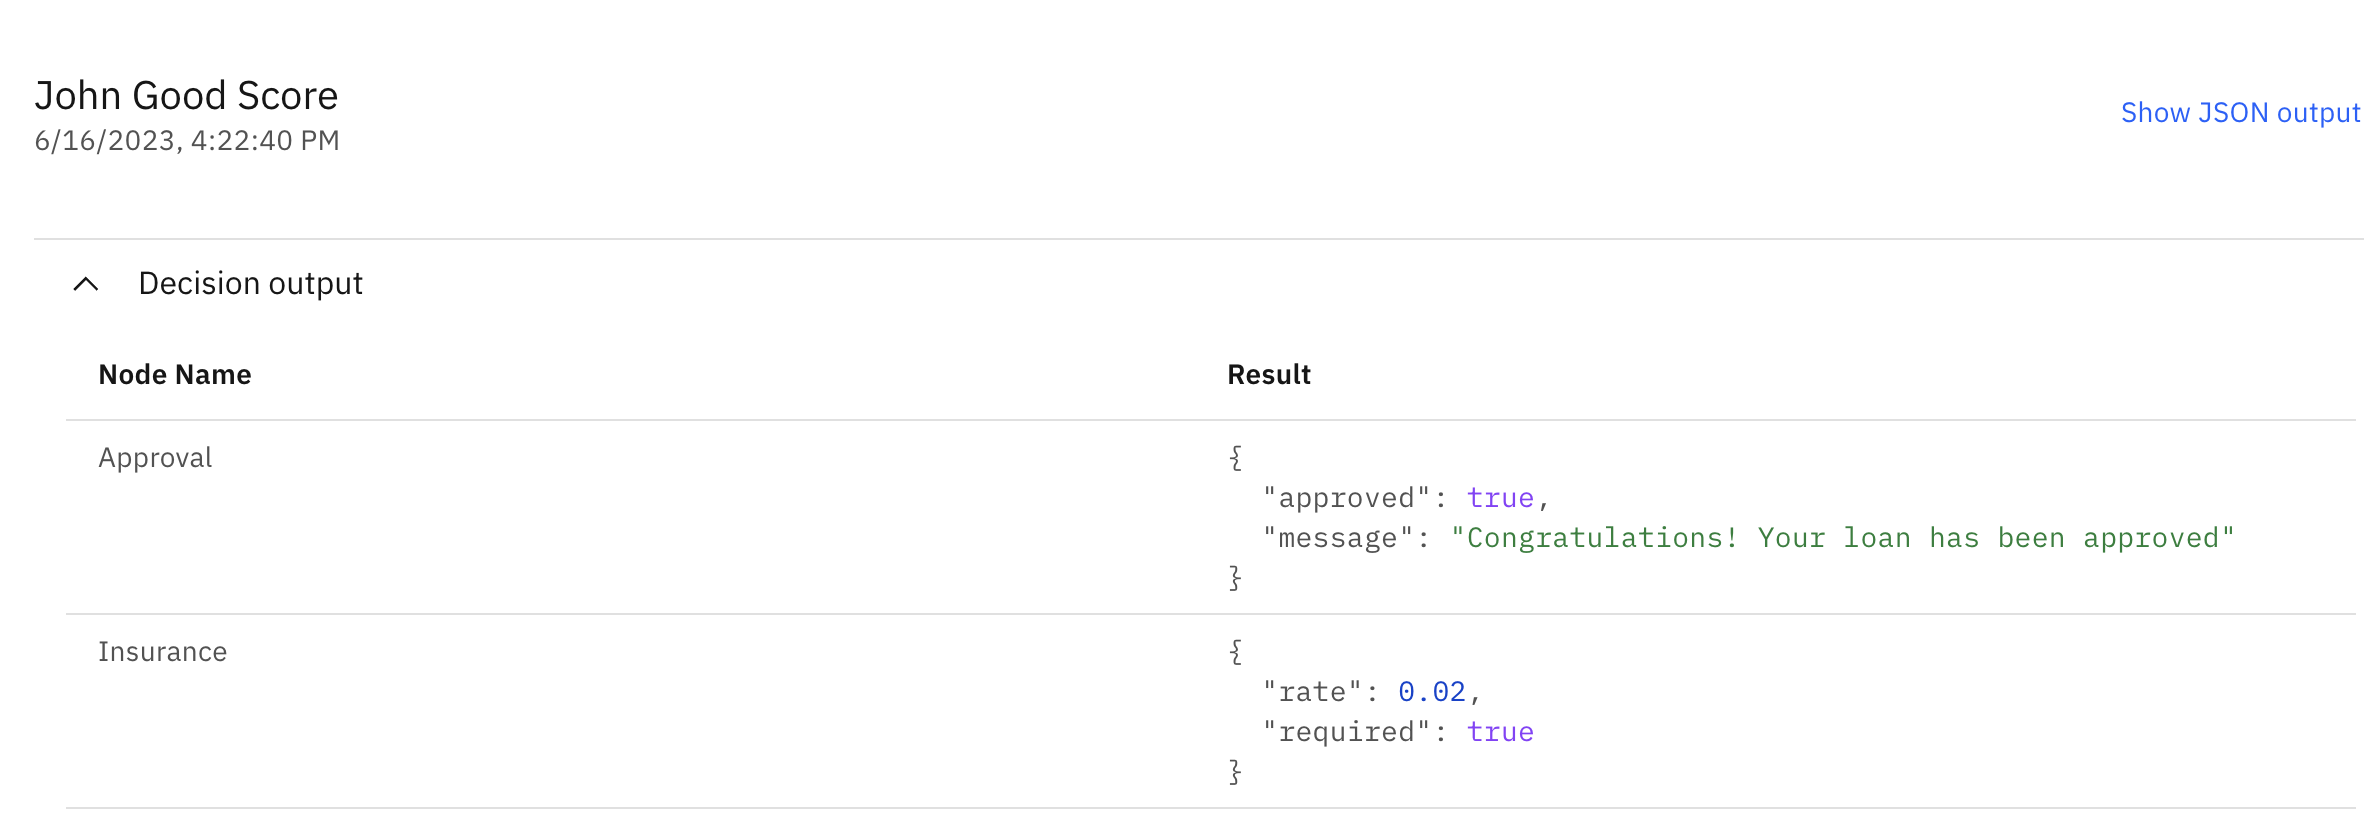 John Good Score
6/16/2023, 4:22:40 PM
Show JSON output
Decision output
Node Name Result
Approval {
"approved": true,
"message": "Congratulations! Your loan has been approved"
}
Insurance {
"rate": 0.02,
"required": true
}